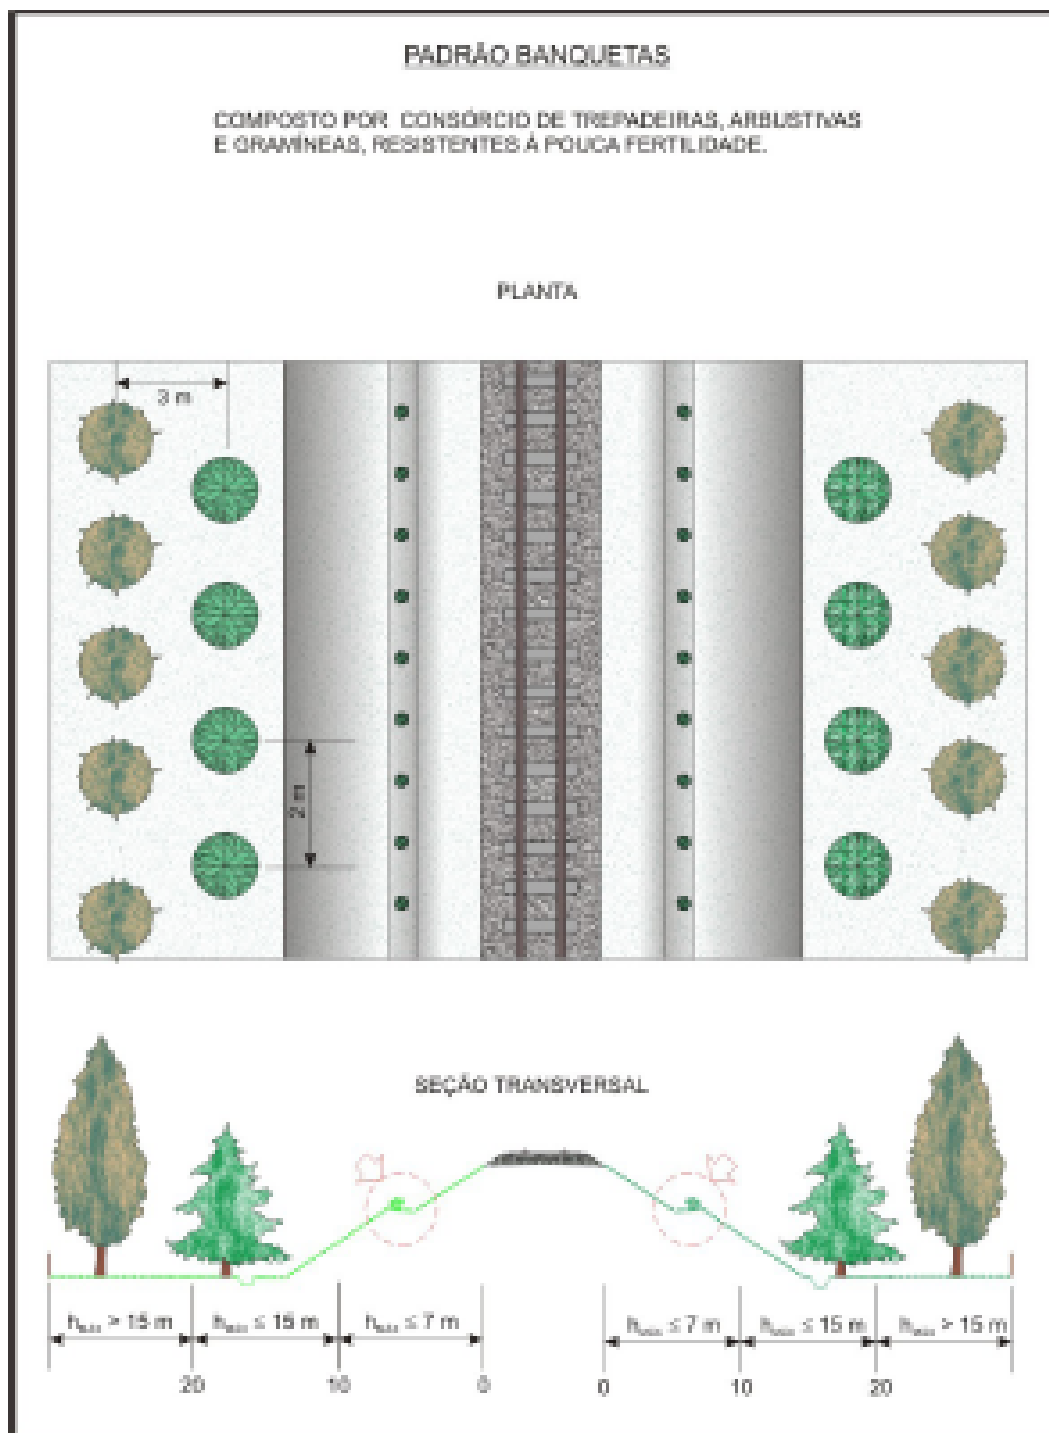 PADRÃO BANQUETAS
COMPOSTO POR CONSÓRCIO DE TREPADEIRAS, ARBUSTIVAS
E GRAMÍNEAS, RESISTENTES À POUCA FERTILIDADE.
PLANTA
3 m
2 m
SEÇÃO TRANSVERSAL
h > 15 m h ≤ 15 m h ≤ 7 m h ≤ 7 m h ≤ 15 m h > 15 m
20 10 0 0 10 20